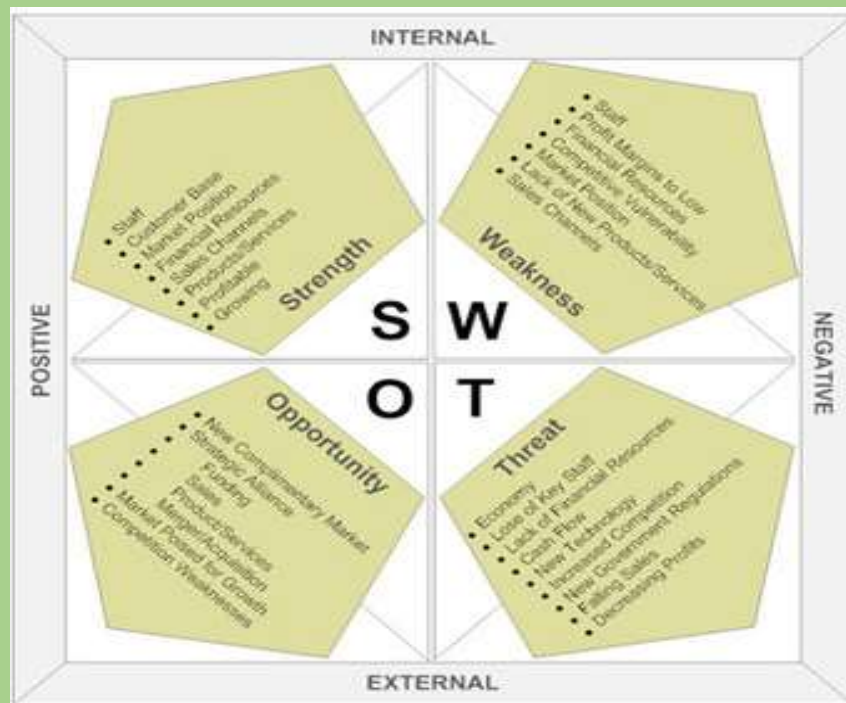 INTERNAL
POSITIVE
NEGATIVE
EXTERNAL
• Staff
• Customer Base
• Market Position
• Financial Resources
• Sales Channels
• Products/Services
• Profitable
• Growing
Strength
S
• Staff
• Profit Margins to Low
• Financial Resources
• Competitive Vulnerability
• Market Position
• Lack of New Products/Services
• Sales Channels
Weakness
W
O
Opportunity
• New Complimentary Market
• Strategic Alliance
• Funding
• Sales
• Product/Services
• Merger/Acquisition
• Market Poised for Growth
• Competition Weaknesses
T
Threat
• Economy
• Lose of Key Staff
• Lack of Financial Resources
• Cash Flow
• New Technology
• Increased Competition
• New Government Regulations
• Falling Sales
• Decreasing Profits